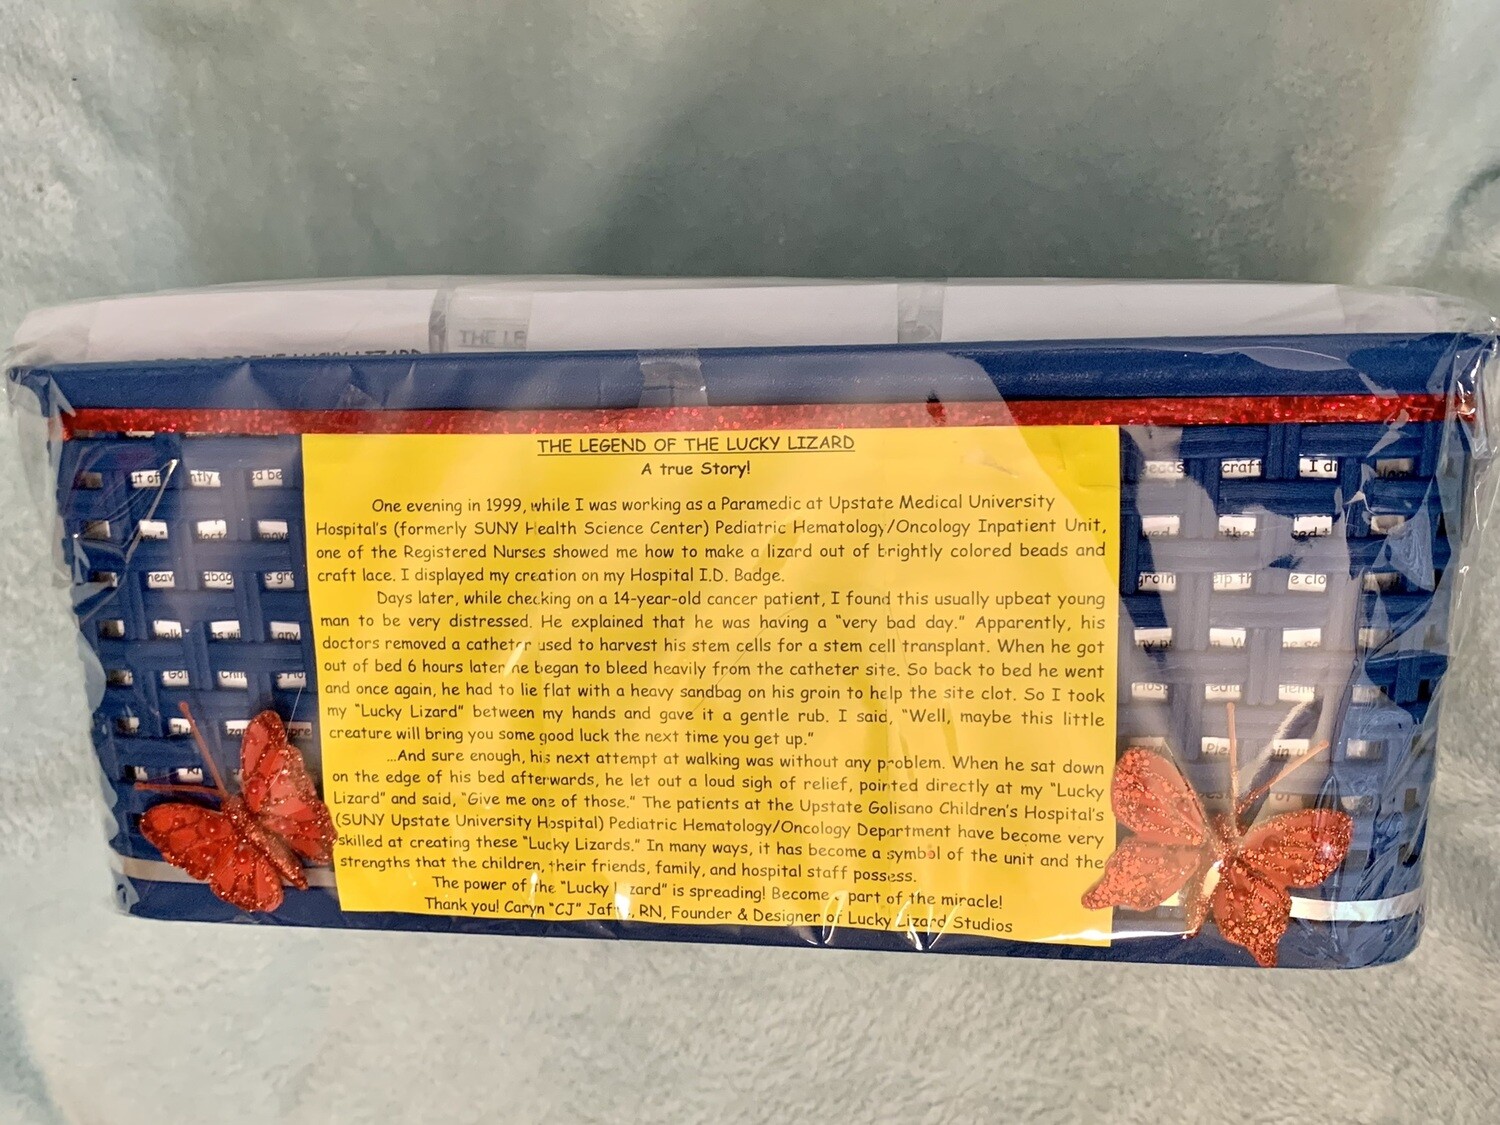 THE LE
THE LUCKY LIZARD
THE LEGEND OF THE LUCKY LIZARD
A true Story!
One evening in 1999, while I was working as a Paramedic at Upstate Medical University
Hospital's (formerly SUNY Health Science Center) Pediatric Hematology/Oncology Inpatient Unit,
one of the Registered Nurses showed me how to make a lizard out of brightly colored beads and
craft lace. I displayed my creation on my Hospital I.D. Badge.
Days later, while checking on a 14-year-old cancer patient, I found this usually upbeat young
man to be very distressed. He explained that he was having a "very bad day." Apparently, his
doctors removed a catheter used to harvest his stem cells for a stem cell transplant. When he got
out of bed 6 hours later he began to bleed heavily from the catheter site. So back to bed he went
and once again, he had to lie flat with a heavy sandbag on his groin to help the site clot. So I took
my "Lucky Lizard" between my hands and gave it a gentle rub. I said, "Well, maybe this little
creature will bring you some good luck the next time you get up."
...And sure enough, his next attempt at walking was without any problem. When he sat down
on the edge of his bed afterwards, he let out a loud sigh of relief, pointed directly at my "Lucky
Lizard" and said, "Give me one of those." The patients at the Upstate Golisano Children's Hospital's
(SUNY Upstate University Hospital) Pediatric Hematology/Oncology Department have become very
skilled at creating these "Lucky Lizards." In many ways, it has become a symbol of the unit and the
strengths that the children, their friends, family, and hospital staff possess.
The power of the "Lucky Lizard" is spreading! Become a part of the miracle!
Thank you! Caryn "CJ" RN, Founder & Designer of Lucky Lizard Studios